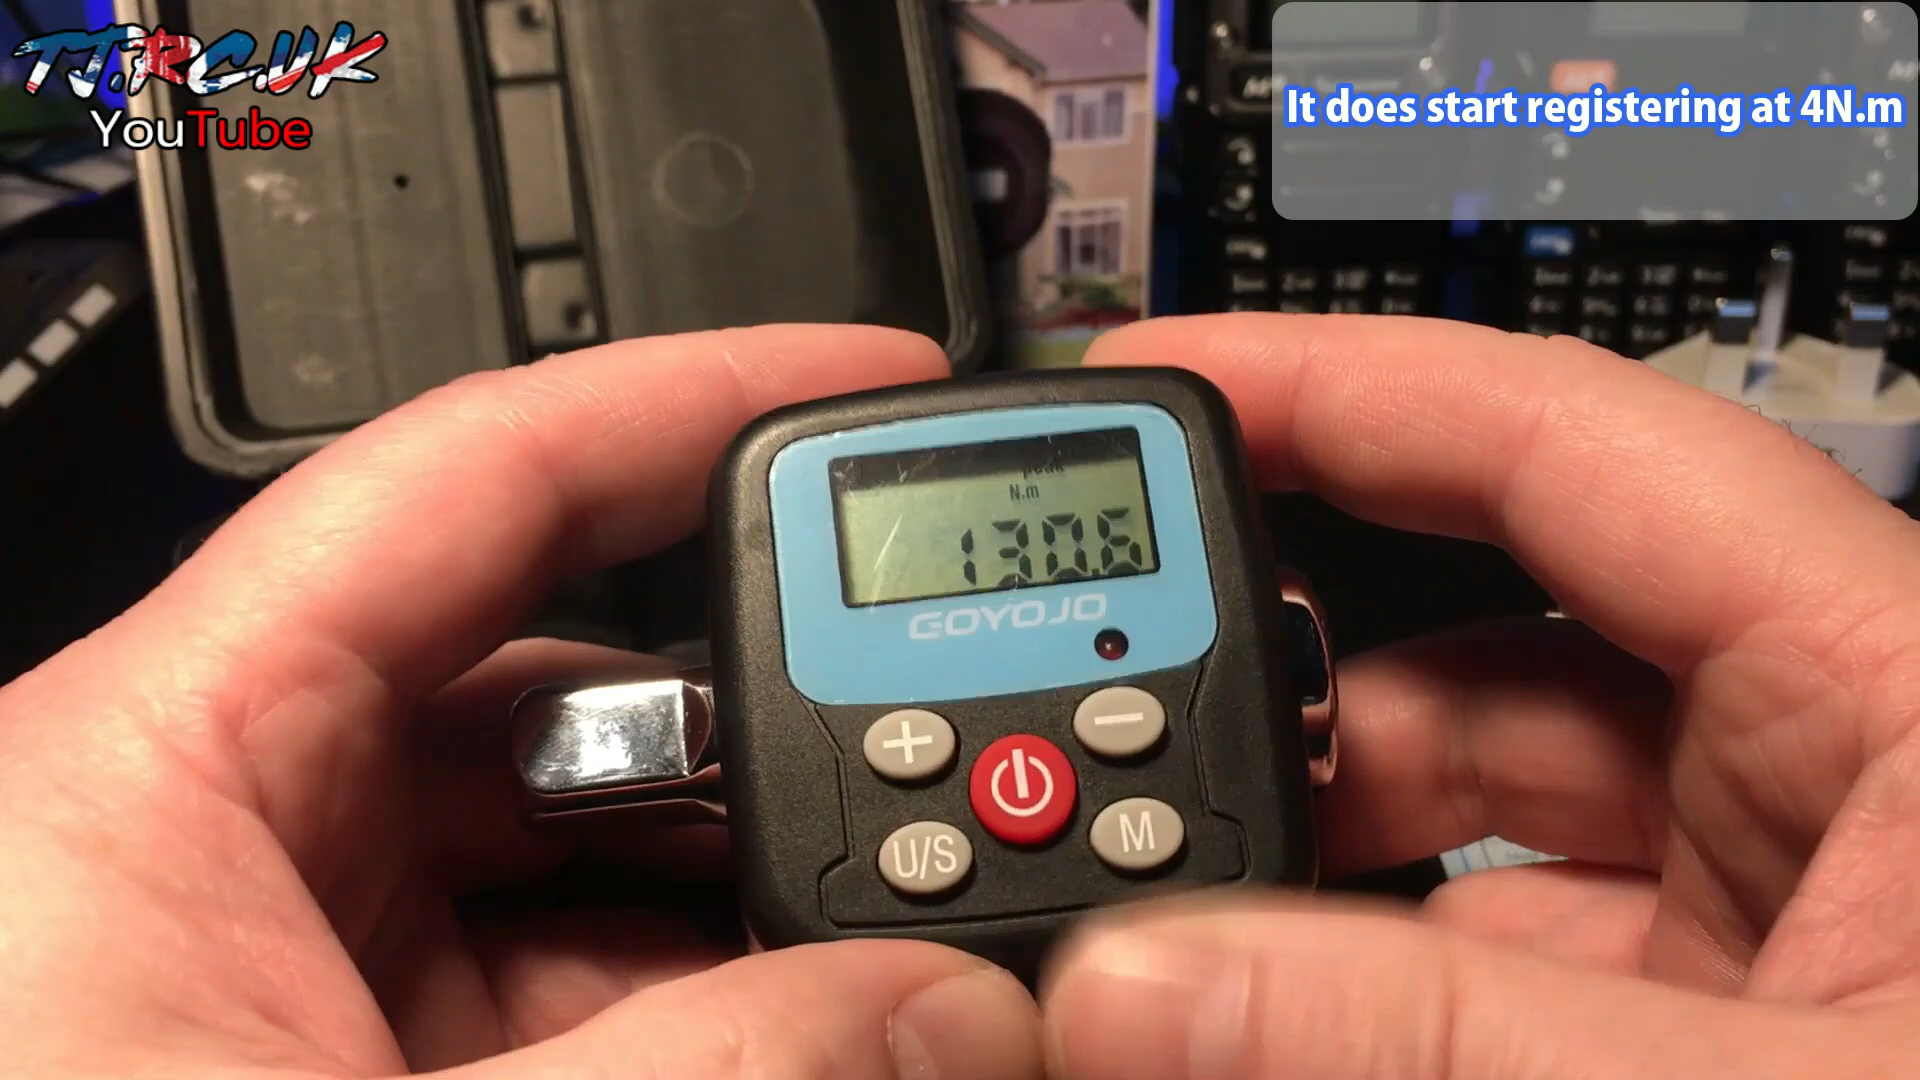 TJ.RC.UK
YouTube
It does start registering at 4N.m
peak
N.m
130.6
GOYOJO
+
−
U/S
M